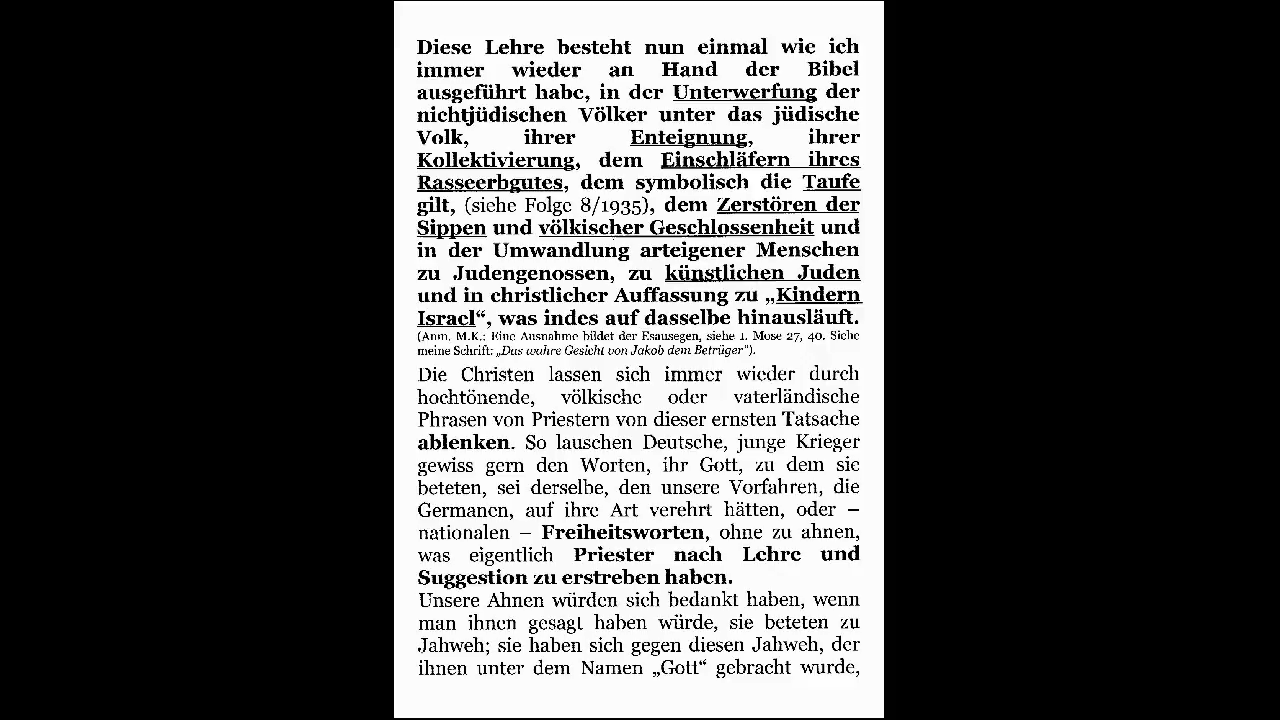 Diese Lehre besteht nun einmal wie ich
immer wieder an Hand der Bibel
ausgeführt habe, in der Unterwerfung der
nichtjüdischen Völker unter das jüdische
Volk, ihrer Enteignung, ihrer
Kollektivierung, dem Einschläfern ihres
Rasseerbgutes, dem symbolisch die Taufe
gilt, (siehe Folge 8/1935), dem Zerstören der
Sippen und völkischer Geschlossenheit und
in der Umwandlung arteigener Menschen
zu Judengenossen, zu künstlichen Juden
und in christlicher Auffassung zu „Kindern
Israel“, was indes auf dasselbe hinausläuft.
(Anm. M.K.: Eine Ausnahme bildet der Esausegen, siehe 1. Mose 27, 40. Siehe
meine Schrift: „Das wahre Gesicht von Jakob dem Betrüger“).
Die Christen lassen sich immer wieder durch
hochtönende, völkische oder vaterländische
Phrasen von Priestern von dieser ernsten Tatsache
ablenken. So lauschen Deutsche, junge Krieger
gewiss gern den Worten, ihr Gott, zu dem sie
beteten, sei derselbe, den unsere Vorfahren, die
Germanen, auf ihre Art verehrt hätten, oder –
nationalen – Freiheitsworten, ohne zu ahnen,
was eigentlich Priester nach Lehre und
Suggestion zu erstreben haben.
Unsere Ahnen würden sich bedankt haben, wenn
man ihnen gesagt haben würde, sie beteten zu
Jahweh; sie haben sich gegen diesen Jahweh, der
ihnen unter dem Namen „Gott“ gebracht wurde,